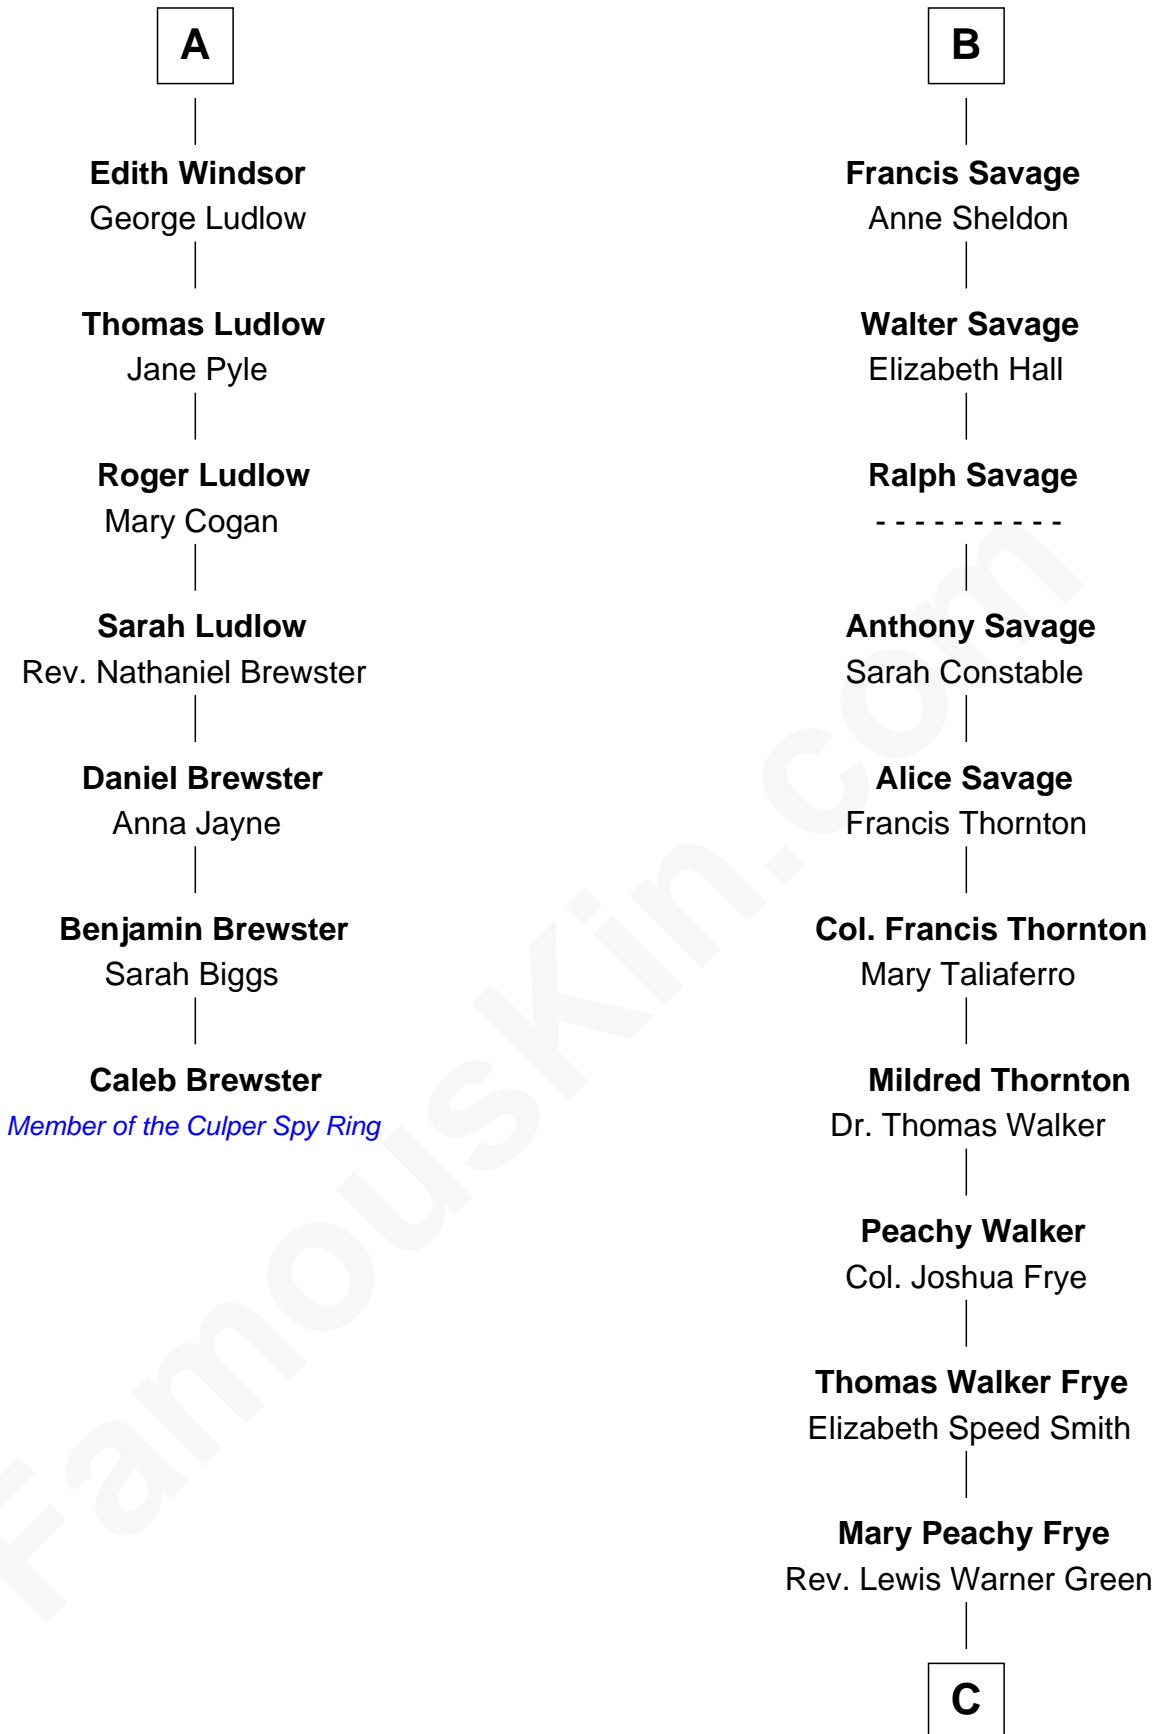 A
Edith Windsor
George Ludlow
Thomas Ludlow
Jane Pyle
Roger Ludlow
Mary Cogan
Sarah Ludlow
Rev. Nathaniel Brewster
Daniel Brewster
Anna Jayne
Benjamin Brewster
Sarah Biggs
Caleb Brewster
Member of the Culper Spy Ring
B
Francis Savage
Anne Sheldon
Walter Savage
Elizabeth Hall
Ralph Savage
- - - - - - - - - -
Anthony Savage
Sarah Constable
Alice Savage
Francis Thornton
Col. Francis Thornton
Mary Taliaferro
Mildred Thornton
Dr. Thomas Walker
Peachy Walker
Col. Joshua Frye
Thomas Walker Frye
Elizabeth Speed Smith
Mary Peachy Frye
Rev. Lewis Warner Green
C
FamousKin.com